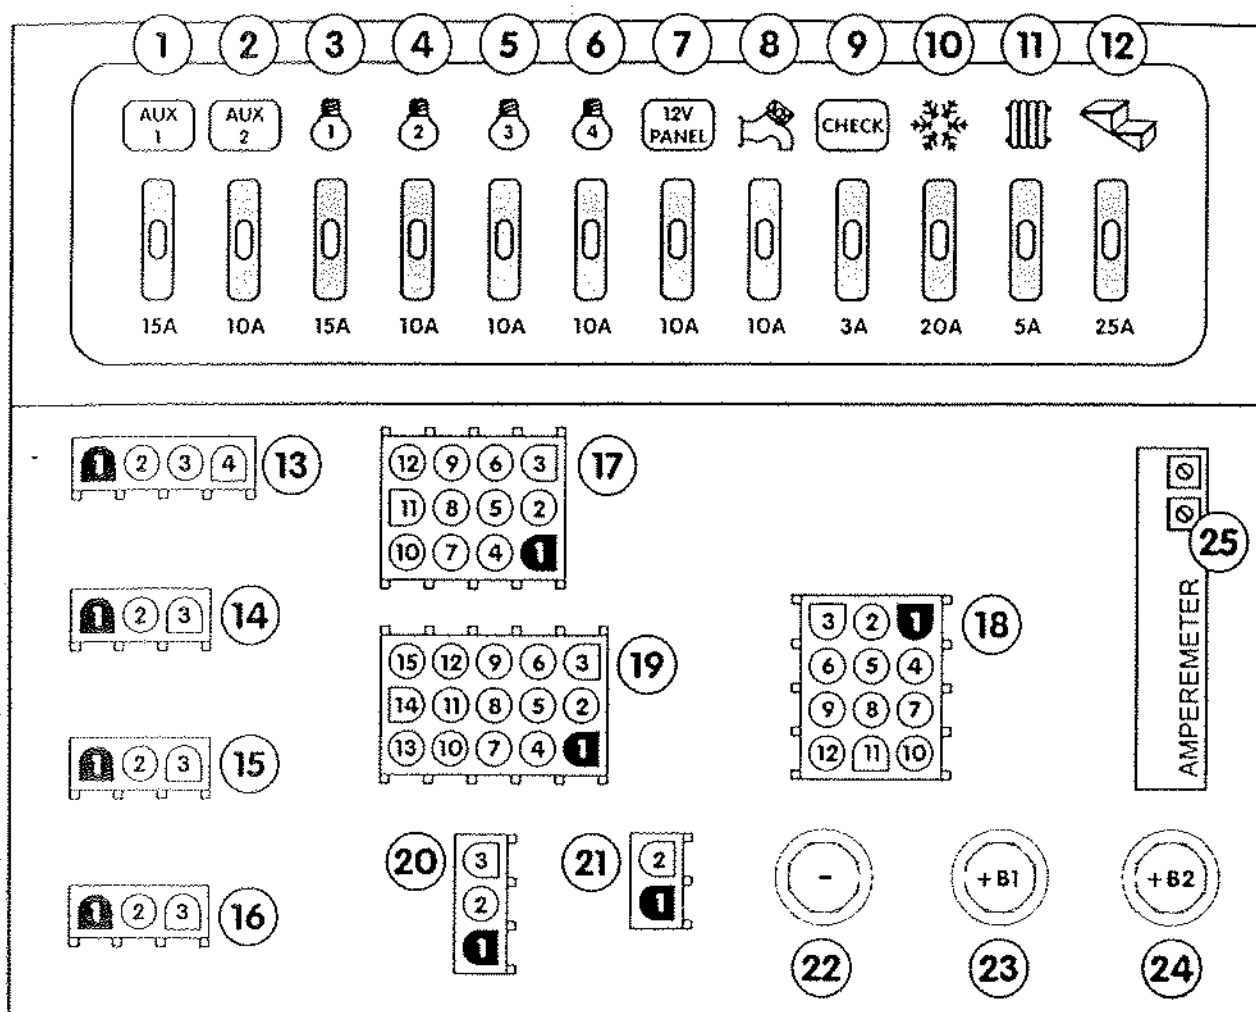 1 2 3 4 5 6 7 8 9 10 11 12
AUX 1 AUX 2 1 2 3 4 12V PANEL CHECK
15A 10A 15A 10A 10A 10A 10A 10A 3A 20A 5A 25A
1 2 3 4 13
12 9 6 3 17
11 8 5 2
10 7 4 1
25
AMPEREMETER
1 2 3 14
3 2 1 18
6 5 4
9 8 7
12 11 10
15 12 9 6 3 19
14 11 8 5 2
13 10 7 4 1
1 2 3 15
20 3
2
1
21 2
1
- +B1 +B2
22 23 24
1 2 3 16